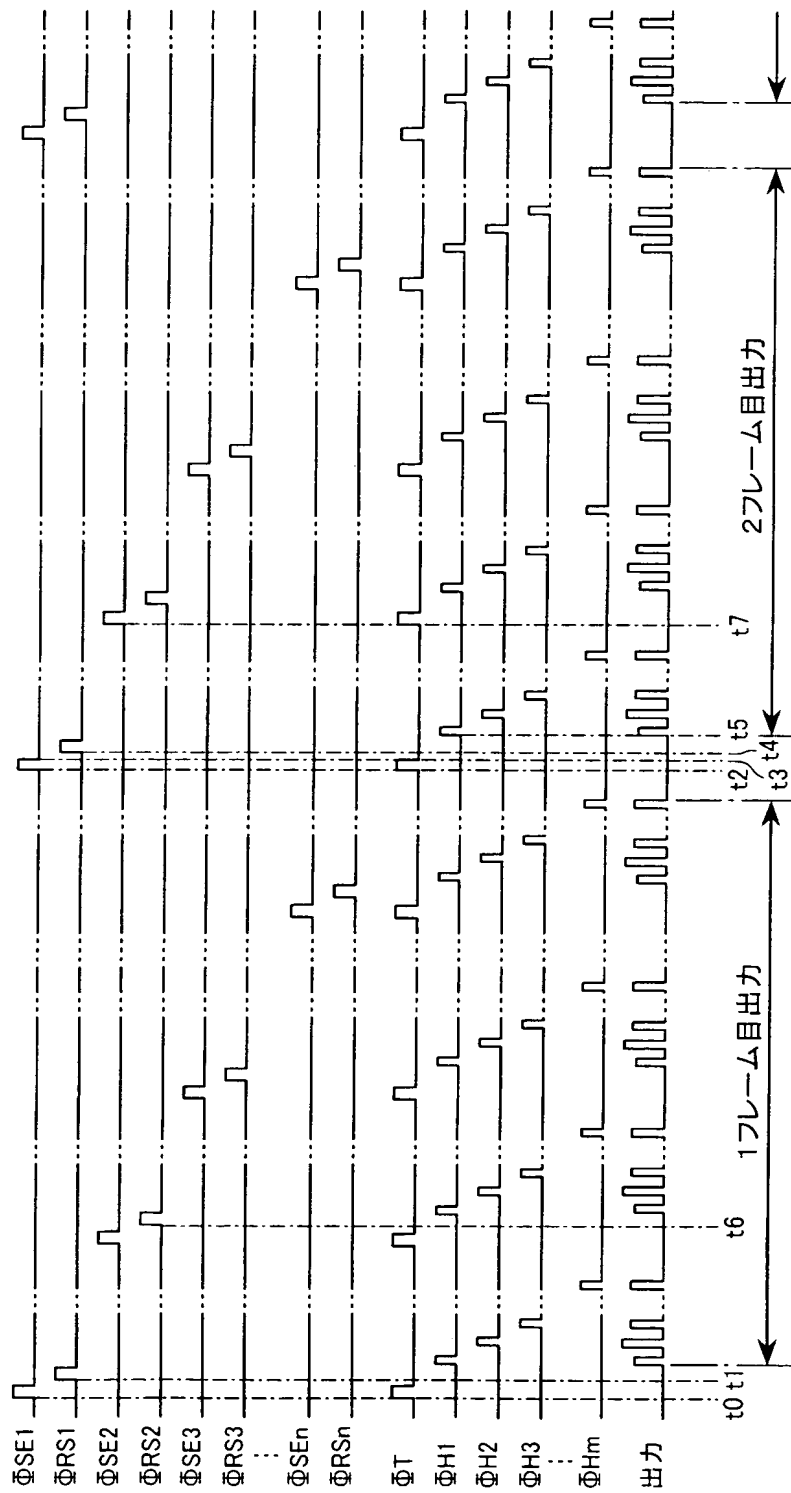 ΦSE1
ΦRS1
ΦSE2
ΦRS2
ΦSE3
ΦRS3
ΦSEn
ΦRSn
ΦT
ΦH1
ΦH2
ΦH3
ΦHm
出力
t0
t1
t6
t2
t3
t4
t5
t7
1フレーム目出力
2フレーム目出力